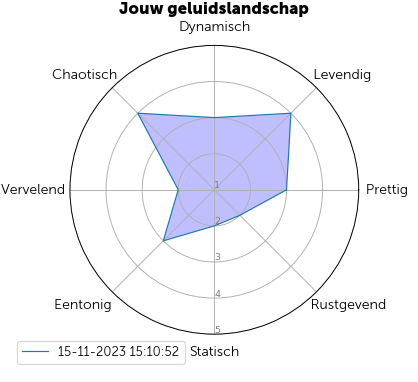 Jouw geluidslandschap
Dynamisch
Chaotisch
Levendig
Vervelend
1
Prettig
2
3
4
Eentonig
Rustgevend
5
15-11-2023 15:10:52
Statisch